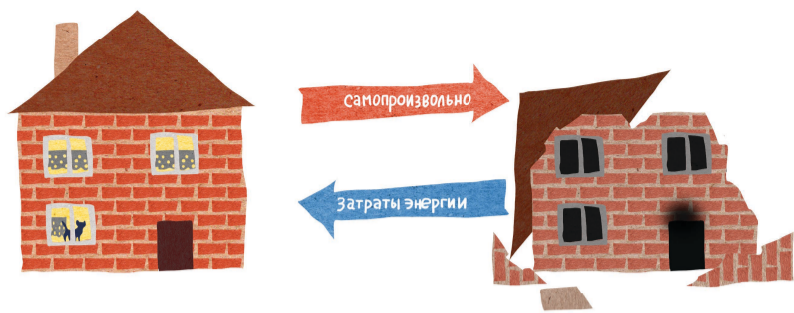 Самопроизвольно
Затраты энергии